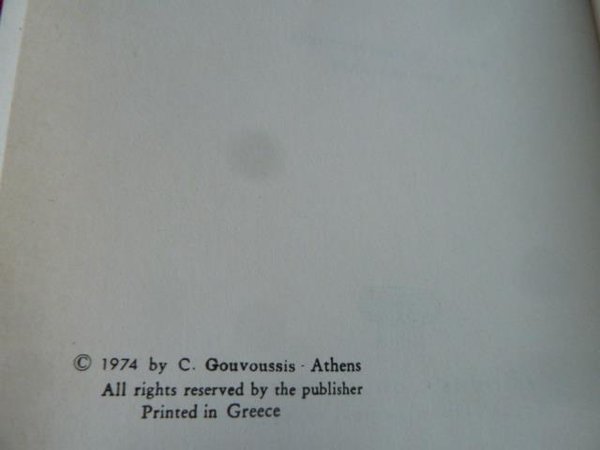 © 1974 by C. Gouvoussis - Athens
All rights reserved by the publisher
Printed in Greece